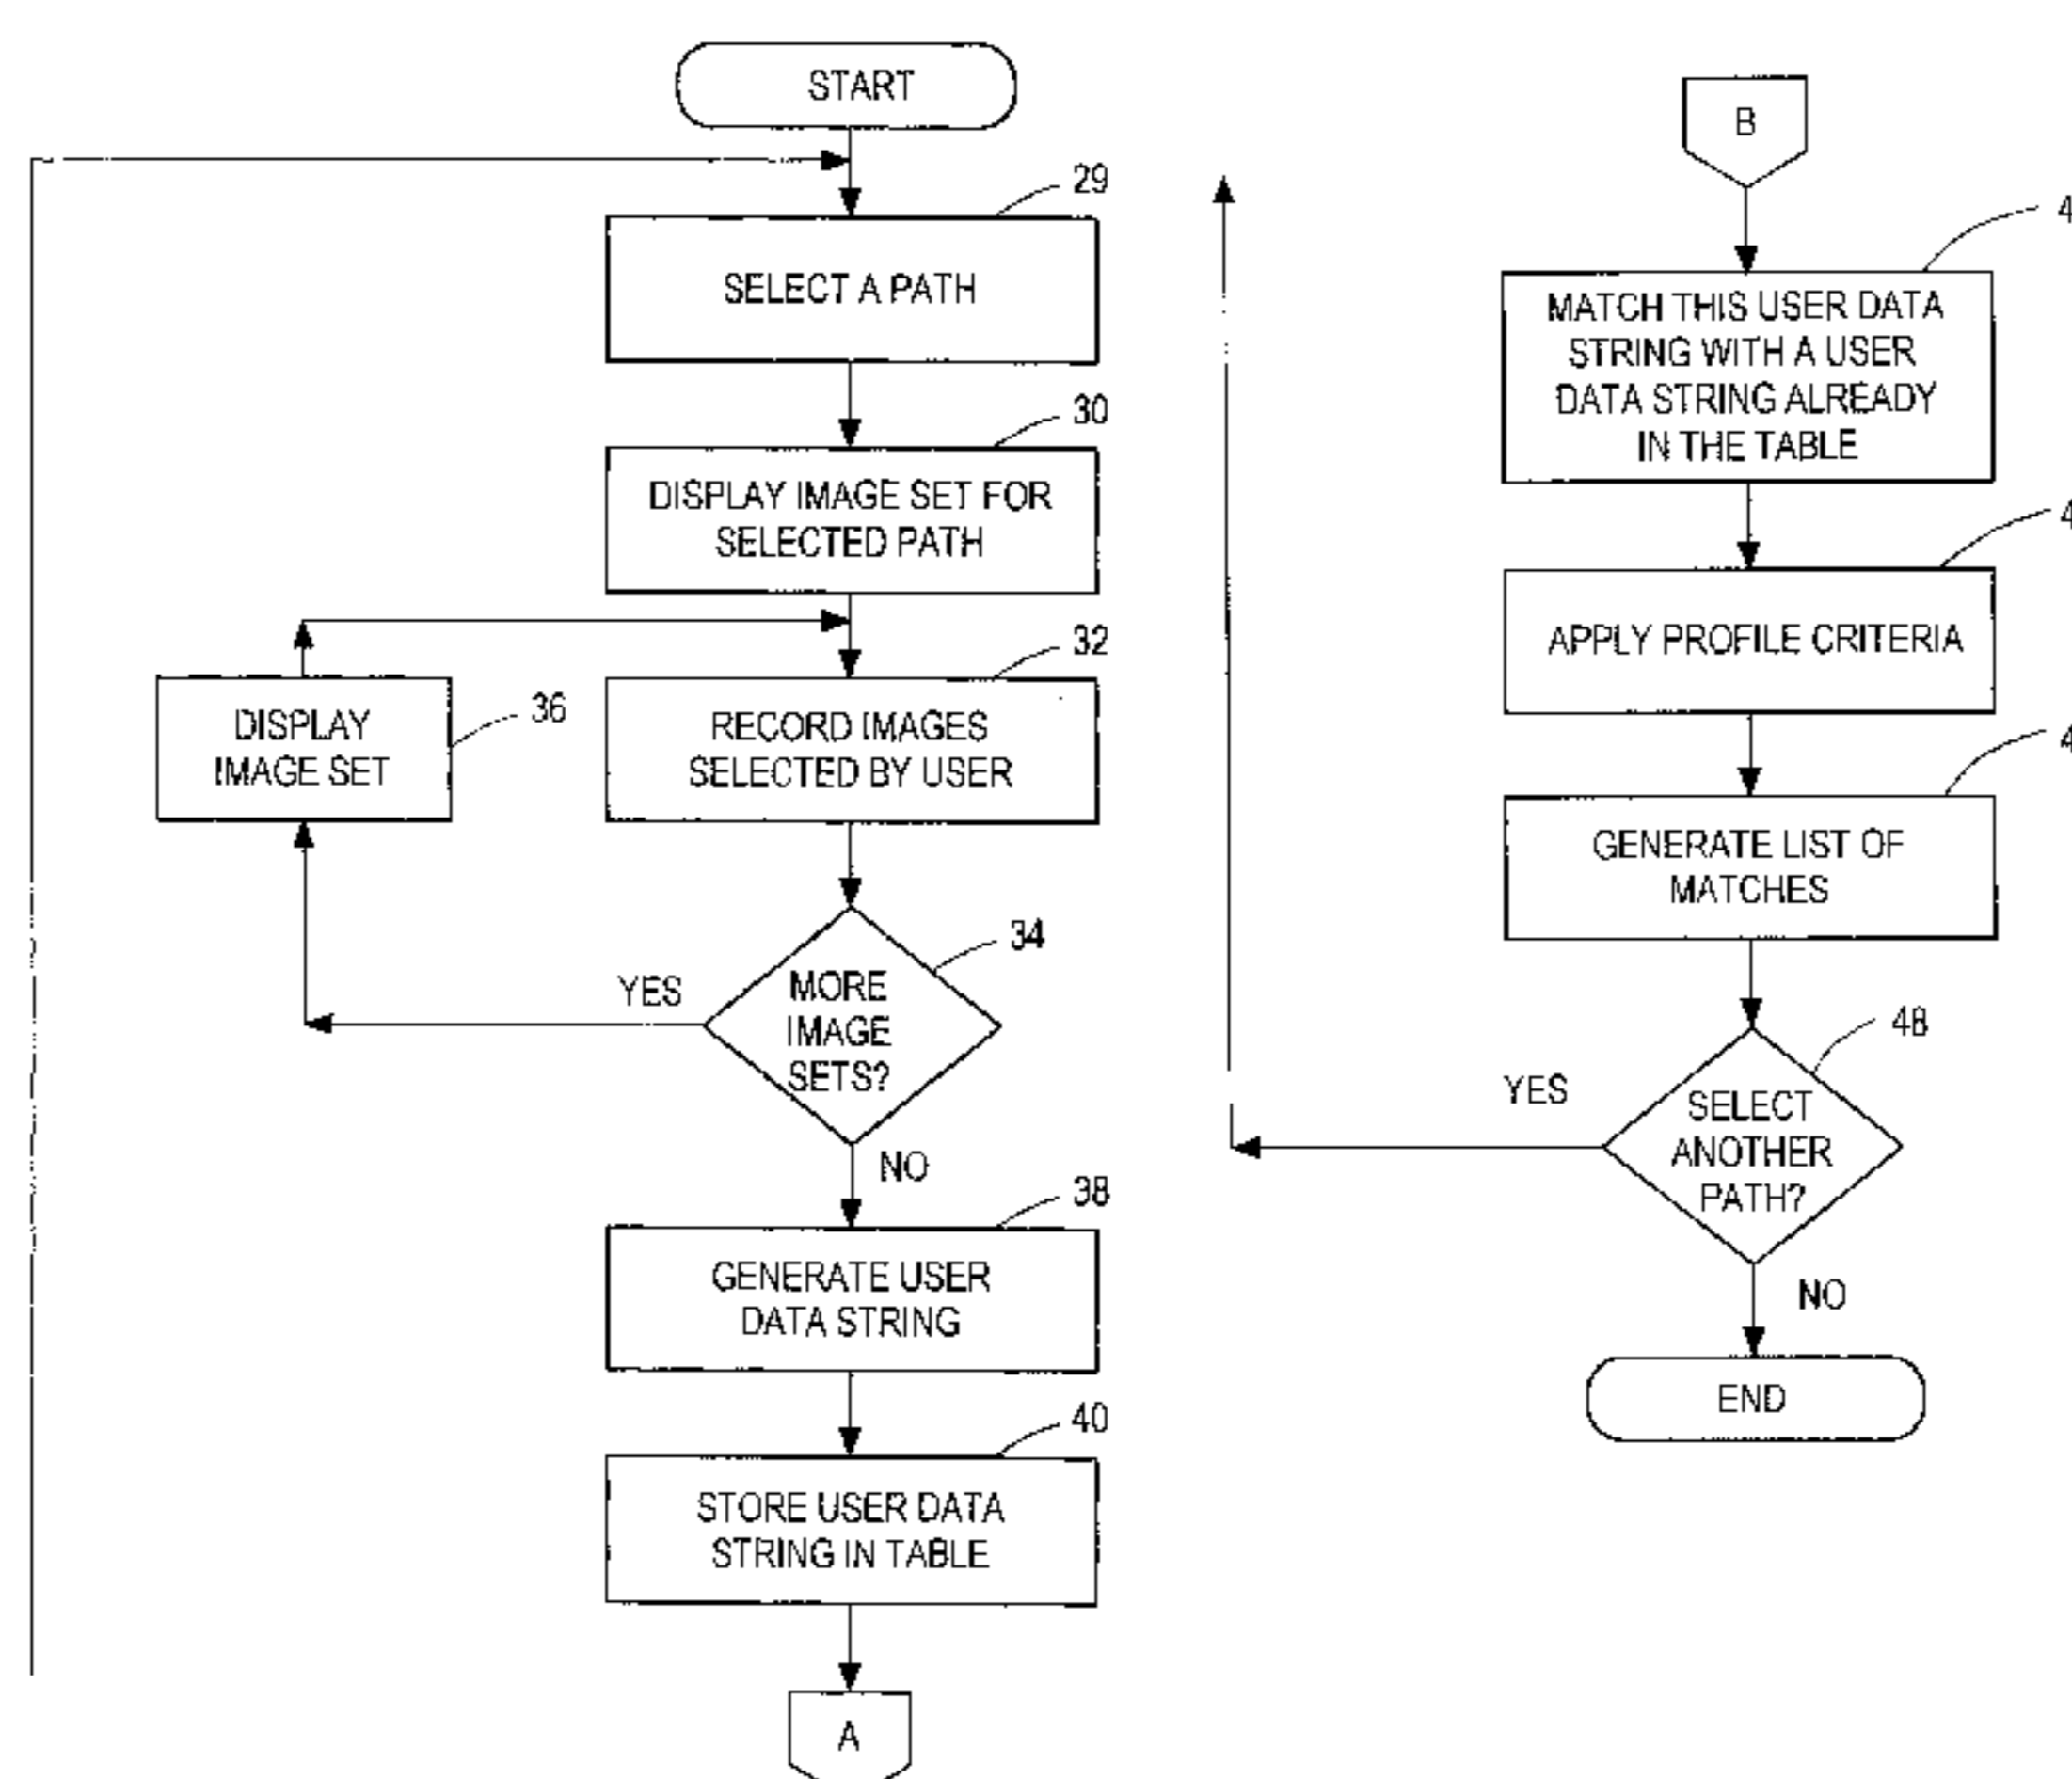 START
29
SELECT A PATH
30
DISPLAY IMAGE SET FOR
SELECTED PATH
32
RECORD IMAGES
SELECTED BY USER
36
DISPLAY
IMAGE SET
34
MORE
IMAGE
SETS?
YES
NO
38
GENERATE USER
DATA STRING
40
STORE USER DATA
STRING IN TABLE
A
B
MATCH THIS USER DATA
STRING WITH A USER
DATA STRING ALREADY
IN THE TABLE
APPLY PROFILE CRITERIA
GENERATE LIST OF
MATCHES
48
SELECT
ANOTHER
PATH?
YES
NO
END